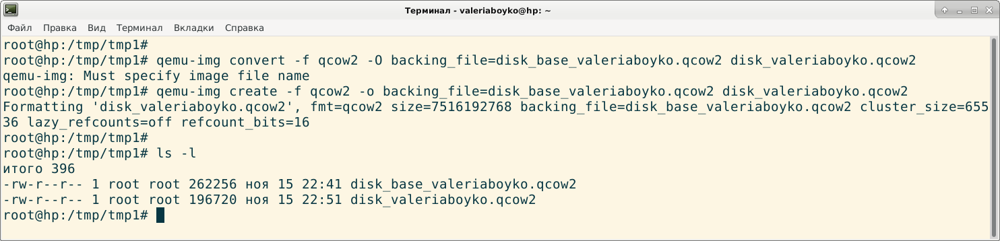 Терминал - valeriaboyko@hp: ~
Файл Правка Вид Терминал Вкладки Справка
root@hp:/tmp/tmp1#
root@hp:/tmp/tmp1# qemu-img convert -f qcow2 -O backing_file=disk_base_valeriaboyko.qcow2 disk_valeriaboyko.qcow2
qemu-img: Must specify image file name
root@hp:/tmp/tmp1# qemu-img create -f qcow2 -o backing_file=disk_base_valeriaboyko.qcow2 disk_valeriaboyko.qcow2
Formatting 'disk_valeriaboyko.qcow2', fmt=qcow2 size=7516192768 backing_file=disk_base_valeriaboyko.qcow2 cluster_size=655
36 lazy_refcounts=off refcount_bits=16
root@hp:/tmp/tmp1#
root@hp:/tmp/tmp1# ls -l
итого 396
-rw-r--r-- 1 root root 262256 ноя 15 22:41 disk_base_valeriaboyko.qcow2
-rw-r--r-- 1 root root 196720 ноя 15 22:51 disk_valeriaboyko.qcow2
root@hp:/tmp/tmp1#